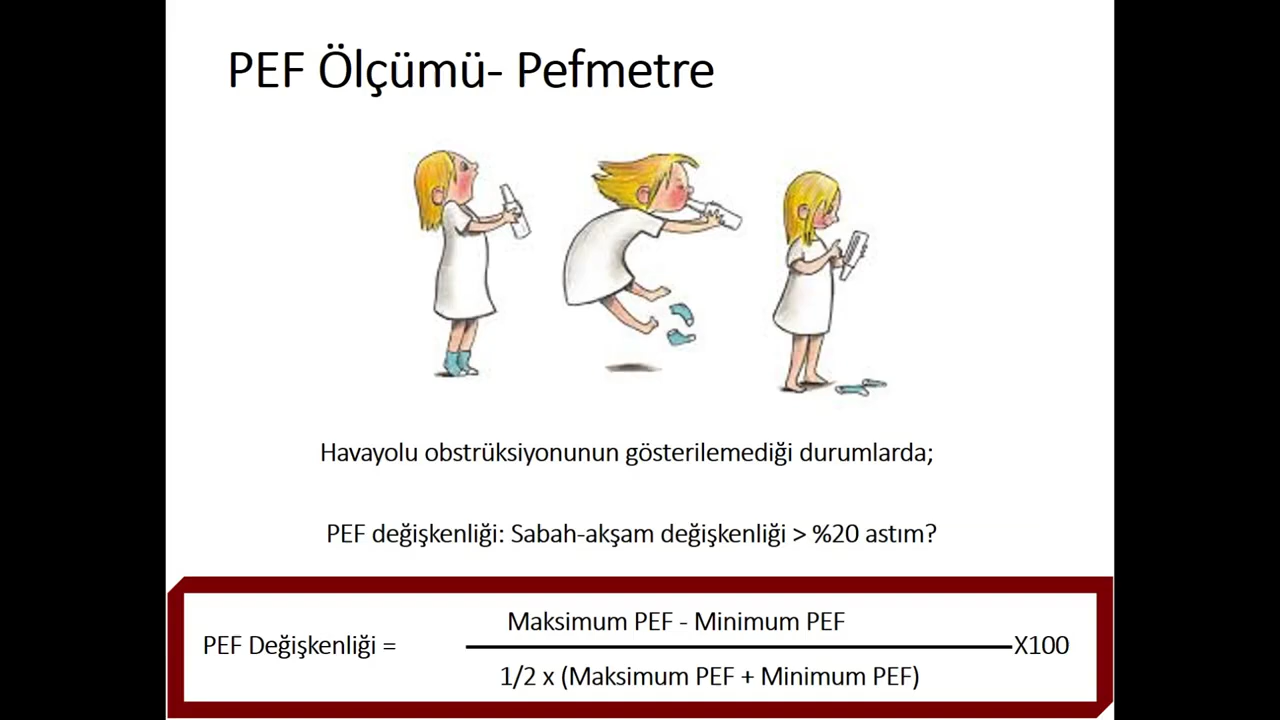 PEF Ölçümü- Pefmetre
Havayolu obstrüksiyonunun gösterilemediği durumlarda;
PEF değişkenliği: Sabah-akşam değişkenliği > %20 astım?
Maksimum PEF - Minimum PEF
PEF Değişkenliği = X100
1/2 x (Maksimum PEF + Minimum PEF)